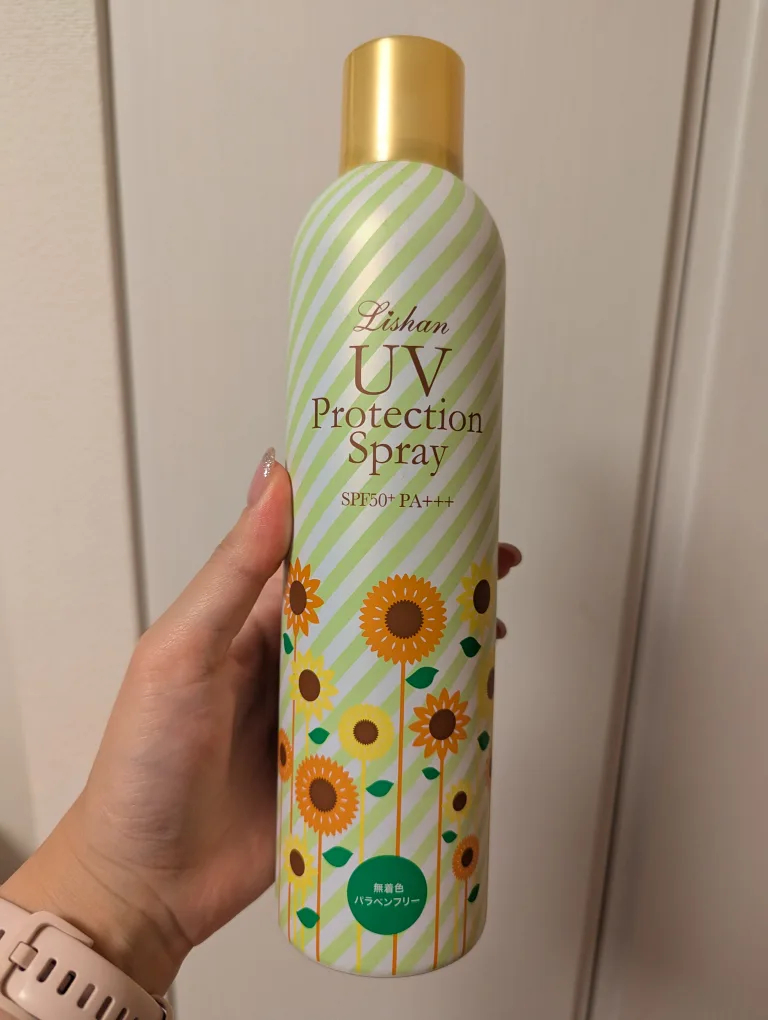 Lishan
UV
Protection
Spray
SPF50+ PA+++
無着色
パラベンフリー